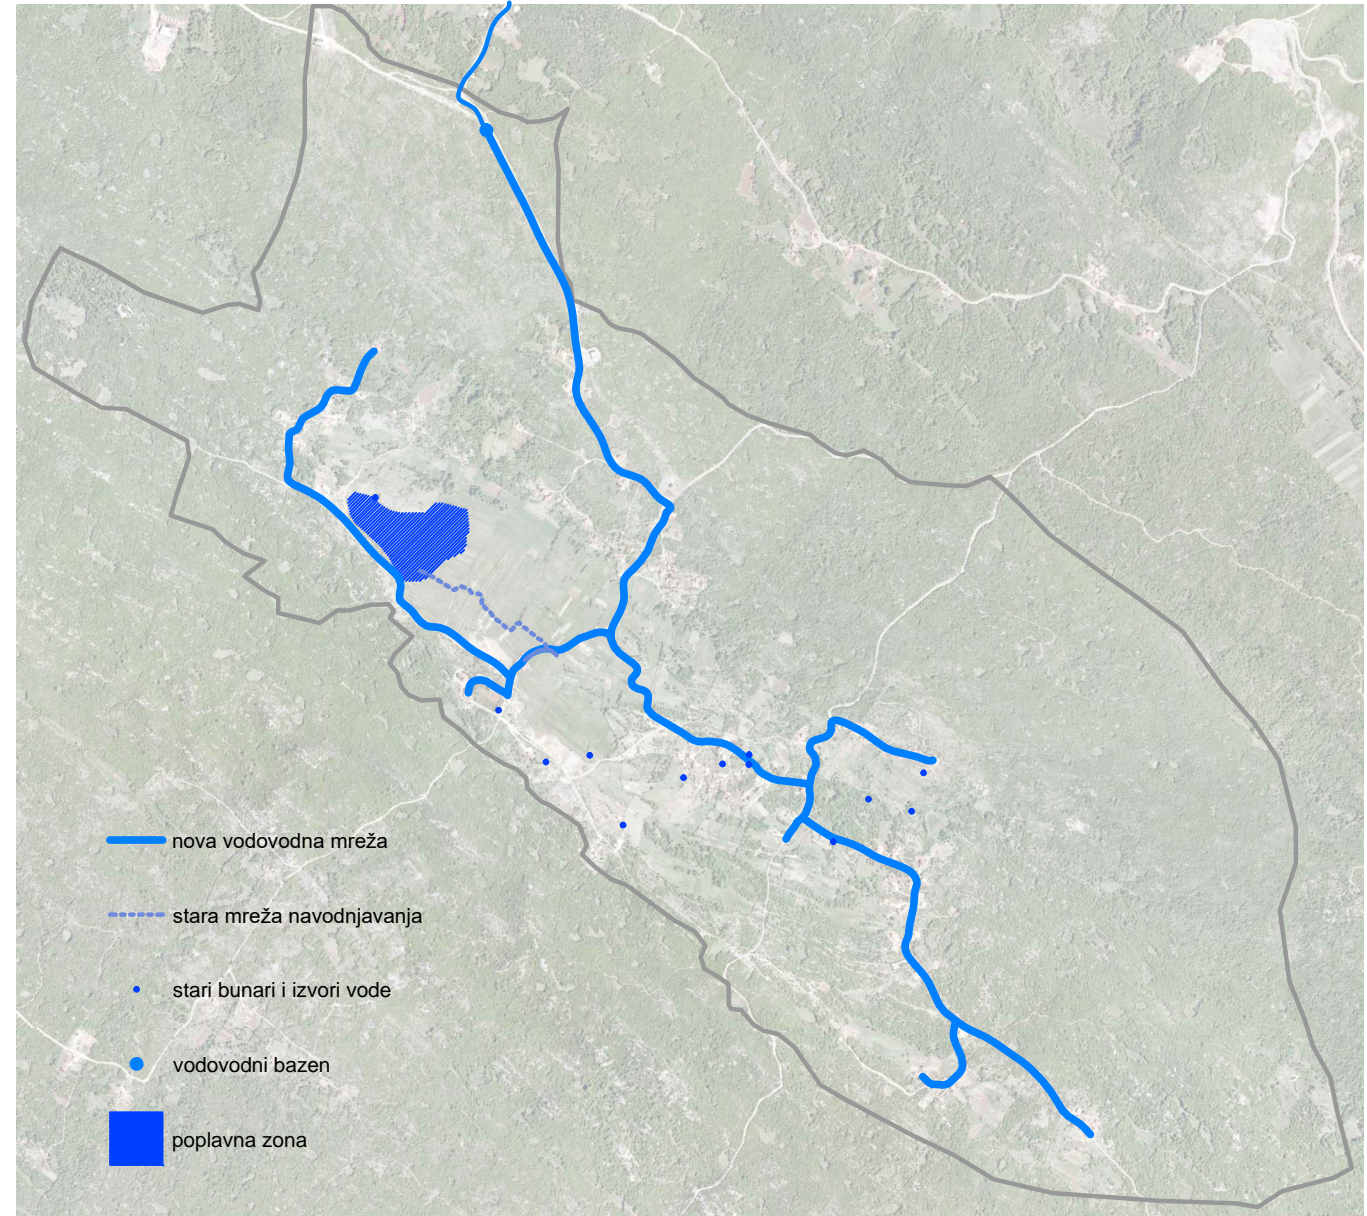 nova vodovodna mreža
stara mreža navodnjavanja
stari bunari i izvori vode
vodovodni bazen
poplavna zona